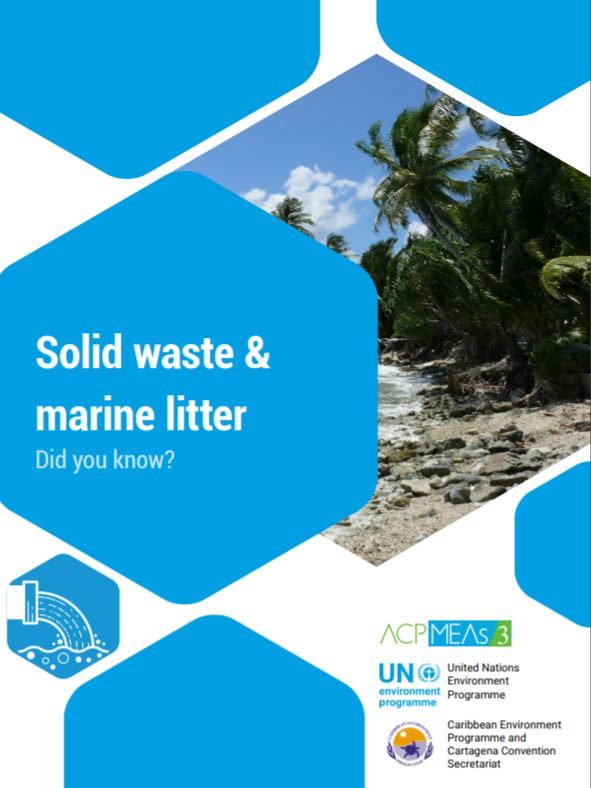 Solid waste &
marine litter
Did you know?
ACPMEAs 3
UN
environment
programme
United Nations
Environment
Programme
Caribbean Environment
Programme and
Cartagena Convention
Secretariat